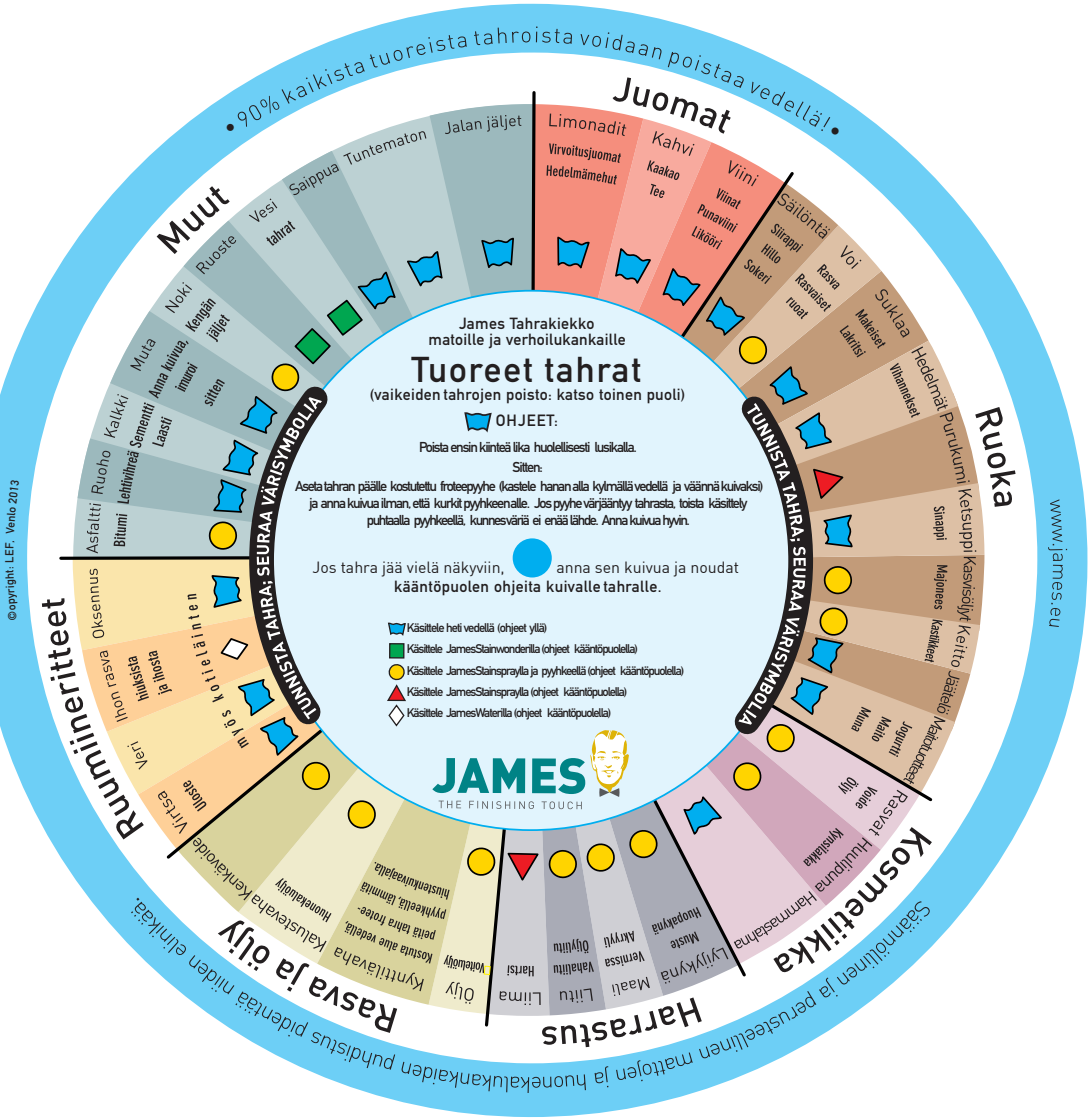 • 90% kaikista tuoreista tahroista voidaan poistaa vedellä! •
Juomat
Limonadit
Virvoitusjuomat
Hedelmämehut
Kahvi
Kaakao
Tee
Viini
Viinat
Punaviini
Likööri
Ruoka
Säilöntä
Siirappi
Hillo
Sokeri
Voi
Rasva
Rasvaiset
ruoat
Suklaa
Makeiset
Lakritsi
Hedelmät
Vihannekset
Purukumi
Ketsuppi
Sinappi
Kasvisöljyt
Majonees
Keitto
Kastikkeet
Jäätelö
Maitotuotteet
Jogurtti
Maito
Muna
Kosmetiikka
Rasvat
Voide
Öljy
Huulipuna
Kynsilakka
Hammastahna
Harrastus
Lyijykynä
Muste
Huopakynä
Maali
Vernissa
Akryyli
Liitu
Vahaliitu
Öljyliitu
Liima
Hartsi
Rasva ja öljy
Öljy
Voiteluöljy
Kynttilävaha
Kostuta alue vedellä,
peitä tahra frotee-
pyyhkeellä, lämmitä
hiustenkuivaajalla.
Kalustevaha
Huonekaluöljy
Kenkävoide
Ruumiineritteet
Virtsa
Uloste
Veri
Ihon rasva
hiuksista
ja ihosta
Oksennus
myös kotieläinten
Muut
Asfaltti
Bitumi
Ruoho
Lehtivihreä
Kalkki
Sementti
Laasti
Muta
Anna kuivua,
imuroi
sitten
Noki
Kengän
jäljet
Ruoste
Vesi
tahrat
Saippua
Tuntematon
Jalan jäljet
TUNNISTA TAHRA; SEURAA VÄRISYMBOLIA
TUNNISTA TAHRA; SEURAA VÄRISYMBOLIA
James Tahrakiekko
matoille ja verhoilukankaille
Tuoreet tahrat
(vaikeiden tahrojen poisto: katso toinen puoli)
OHJEET:
Poista ensin kiinteä lika huolellisesti lusikalla.
Sitten:
Aseta tahran päälle kostutettu froteepyyhe (kastele hanan alla kylmällä vedellä ja väännä kuivaksi)
ja anna kuivua ilman, että kurkit pyyhkeen alle. Jos pyyhe värjääntyy tahrasta, toista käsittely
puhtaalla pyyhkeellä, kunnes väriä ei enää lähde. Anna kuivua hyvin.
Jos tahra jää vielä näkyviin, anna sen kuivua ja noudat
kääntöpuolen ohjeita kuivalle tahralle.
Käsittele heti vedellä (ohjeet yllä)
Käsittele JamesStainwonderilla (ohjeet kääntöpuolella)
Käsittele JamesStainspraylla ja pyyhkeellä (ohjeet kääntöpuolella)
Käsittele JamesStainspraylla (ohjeet kääntöpuolella)
Käsittele JamesWaterilla (ohjeet kääntöpuolella)
JAMES
THE FINISHING TOUCH
Säännöllinen ja perusteellinen mattojen ja huonekalukankaiden puhdistus pidentää niiden elinikää.
www.james.eu
©opyright: LEF. Venlo 2013